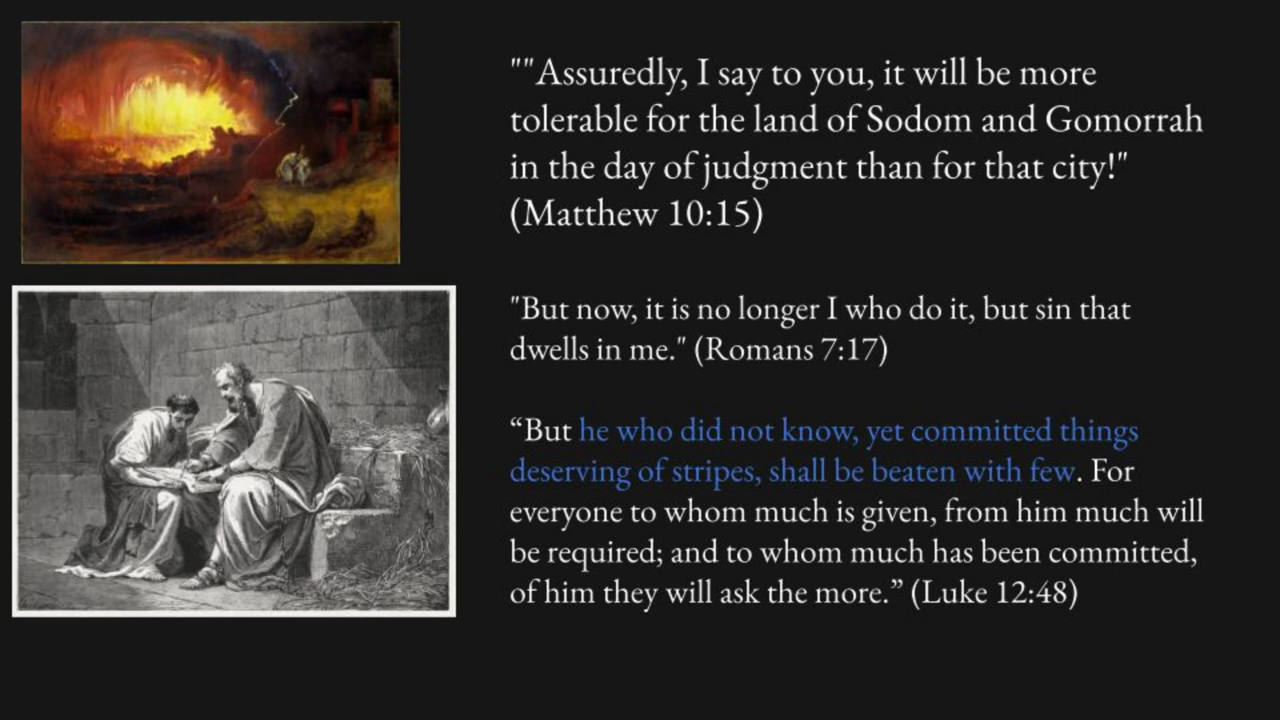 ""Assuredly, I say to you, it will be more
tolerable for the land of Sodom and Gomorrah
in the day of judgment than for that city!"
(Matthew 10:15)
"But now, it is no longer I who do it, but sin that
dwells in me." (Romans 7:17)
“But he who did not know, yet committed things
deserving of stripes, shall be beaten with few. For
everyone to whom much is given, from him much will
be required; and to whom much has been committed,
of him they will ask the more.” (Luke 12:48)